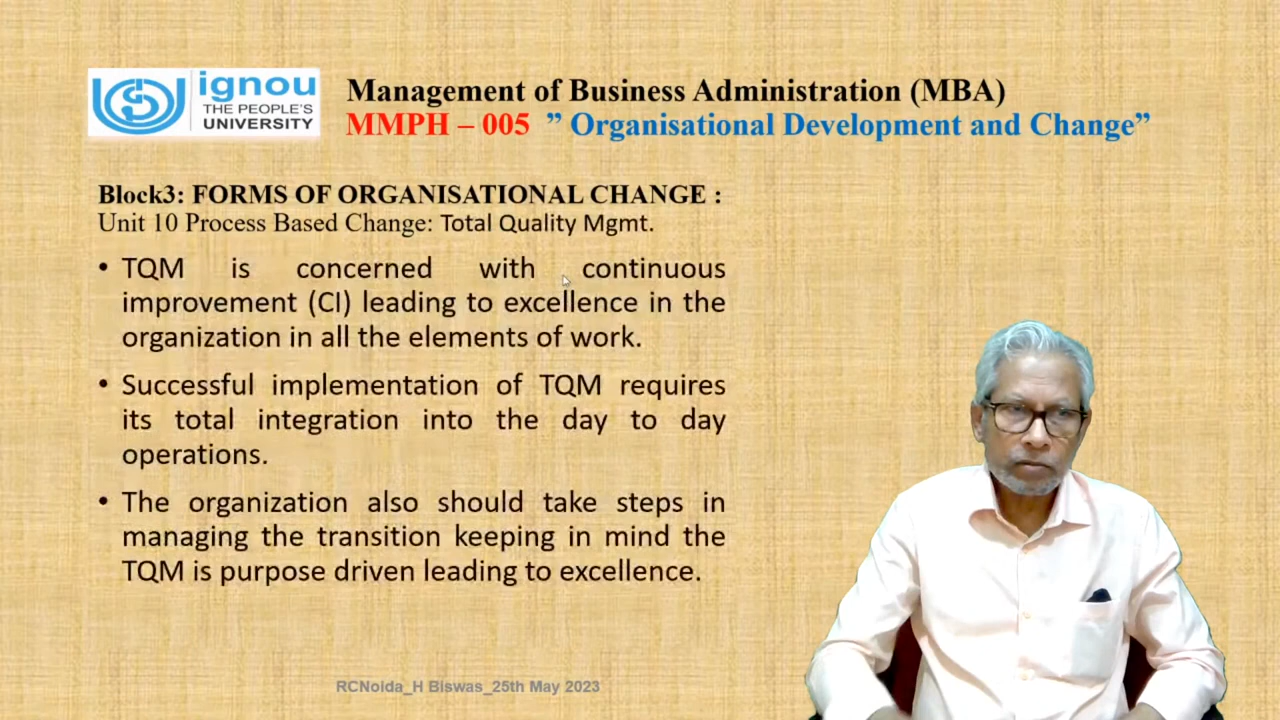 ignou
THE PEOPLE'S
UNIVERSITY
Management of Business Administration (MBA)
MMPH – 005 ” Organisational Development and Change”
Block3: FORMS OF ORGANISATIONAL CHANGE :
Unit 10 Process Based Change: Total Quality Mgmt.
• TQM is concerned with continuous
improvement (CI) leading to excellence in the
organization in all the elements of work.
• Successful implementation of TQM requires
its total integration into the day to day
operations.
• The organization also should take steps in
managing the transition keeping in mind the
TQM is purpose driven leading to excellence.
RCNoida_H Biswas_25th May 2023